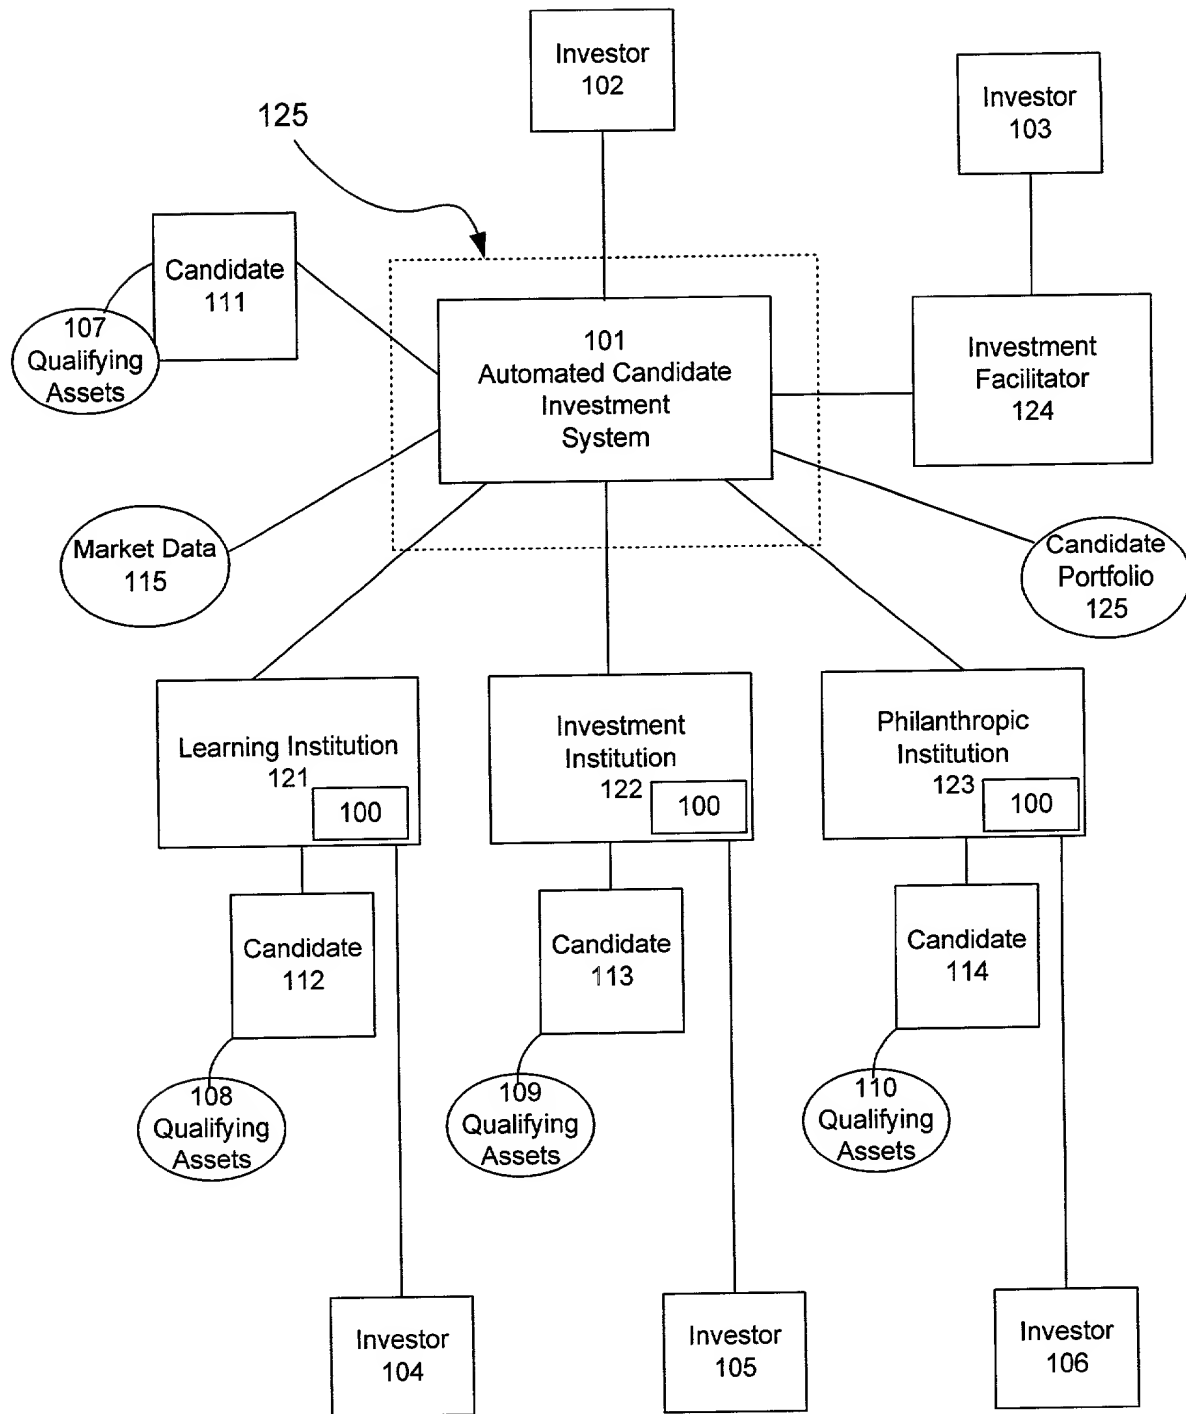 Investor
102
Investor
103
125
Candidate
111
107
Qualifying
Assets
101
Automated Candidate
Investment
System
Investment
Facilitator
124
Market Data
115
Candidate
Portfolio
125
Learning Institution
121
100
Investment
Institution
122
100
Philanthropic
Institution
123
100
Candidate
112
Candidate
113
Candidate
114
108
Qualifying
Assets
109
Qualifying
Assets
110
Qualifying
Assets
Investor
104
Investor
105
Investor
106